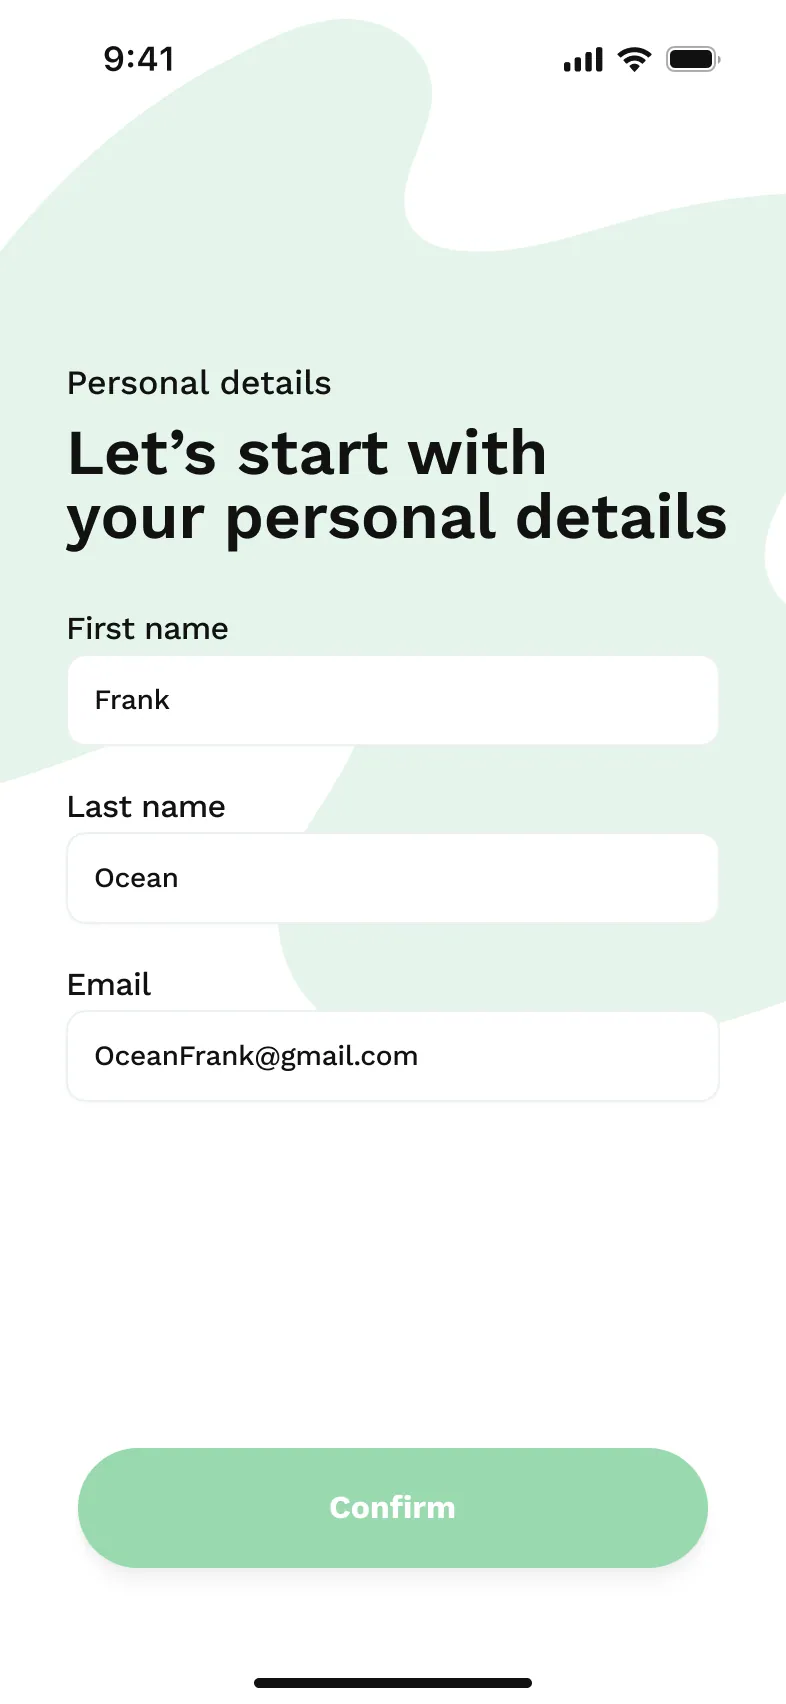 9:41
Personal details
Let’s start with
your personal details
First name
Frank
Last name
Ocean
Email
OceanFrank@gmail.com
Confirm